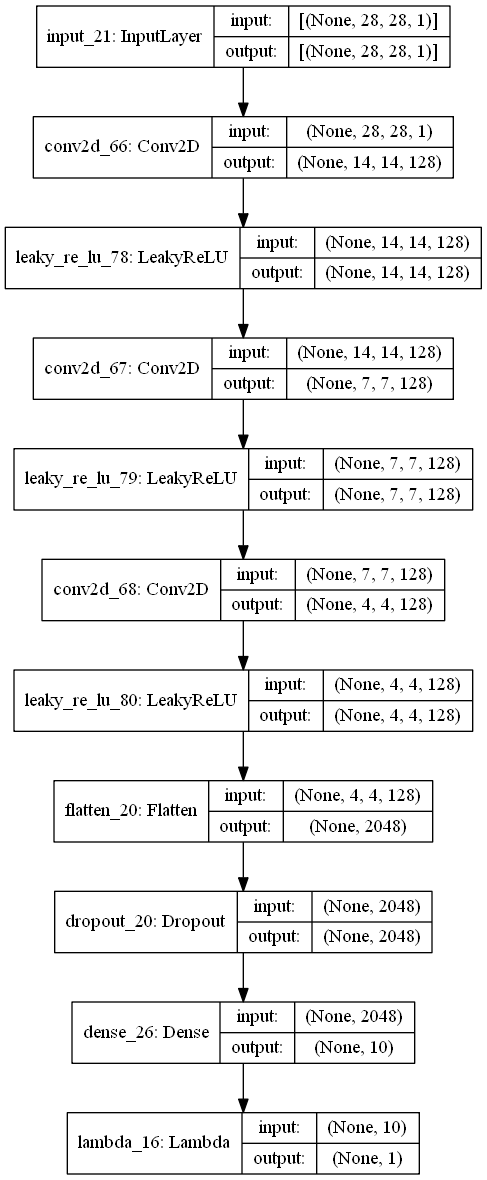 input_21: InputLayer
input: [(None, 28, 28, 1)]
output: [(None, 28, 28, 1)]
conv2d_66: Conv2D
input: (None, 28, 28, 1)
output: (None, 14, 14, 128)
leaky_re_lu_78: LeakyReLU
input: (None, 14, 14, 128)
output: (None, 14, 14, 128)
conv2d_67: Conv2D
input: (None, 14, 14, 128)
output: (None, 7, 7, 128)
leaky_re_lu_79: LeakyReLU
input: (None, 7, 7, 128)
output: (None, 7, 7, 128)
conv2d_68: Conv2D
input: (None, 7, 7, 128)
output: (None, 4, 4, 128)
leaky_re_lu_80: LeakyReLU
input: (None, 4, 4, 128)
output: (None, 4, 4, 128)
flatten_20: Flatten
input: (None, 4, 4, 128)
output: (None, 2048)
dropout_20: Dropout
input: (None, 2048)
output: (None, 2048)
dense_26: Dense
input: (None, 2048)
output: (None, 10)
lambda_16: Lambda
input: (None, 10)
output: (None, 1)